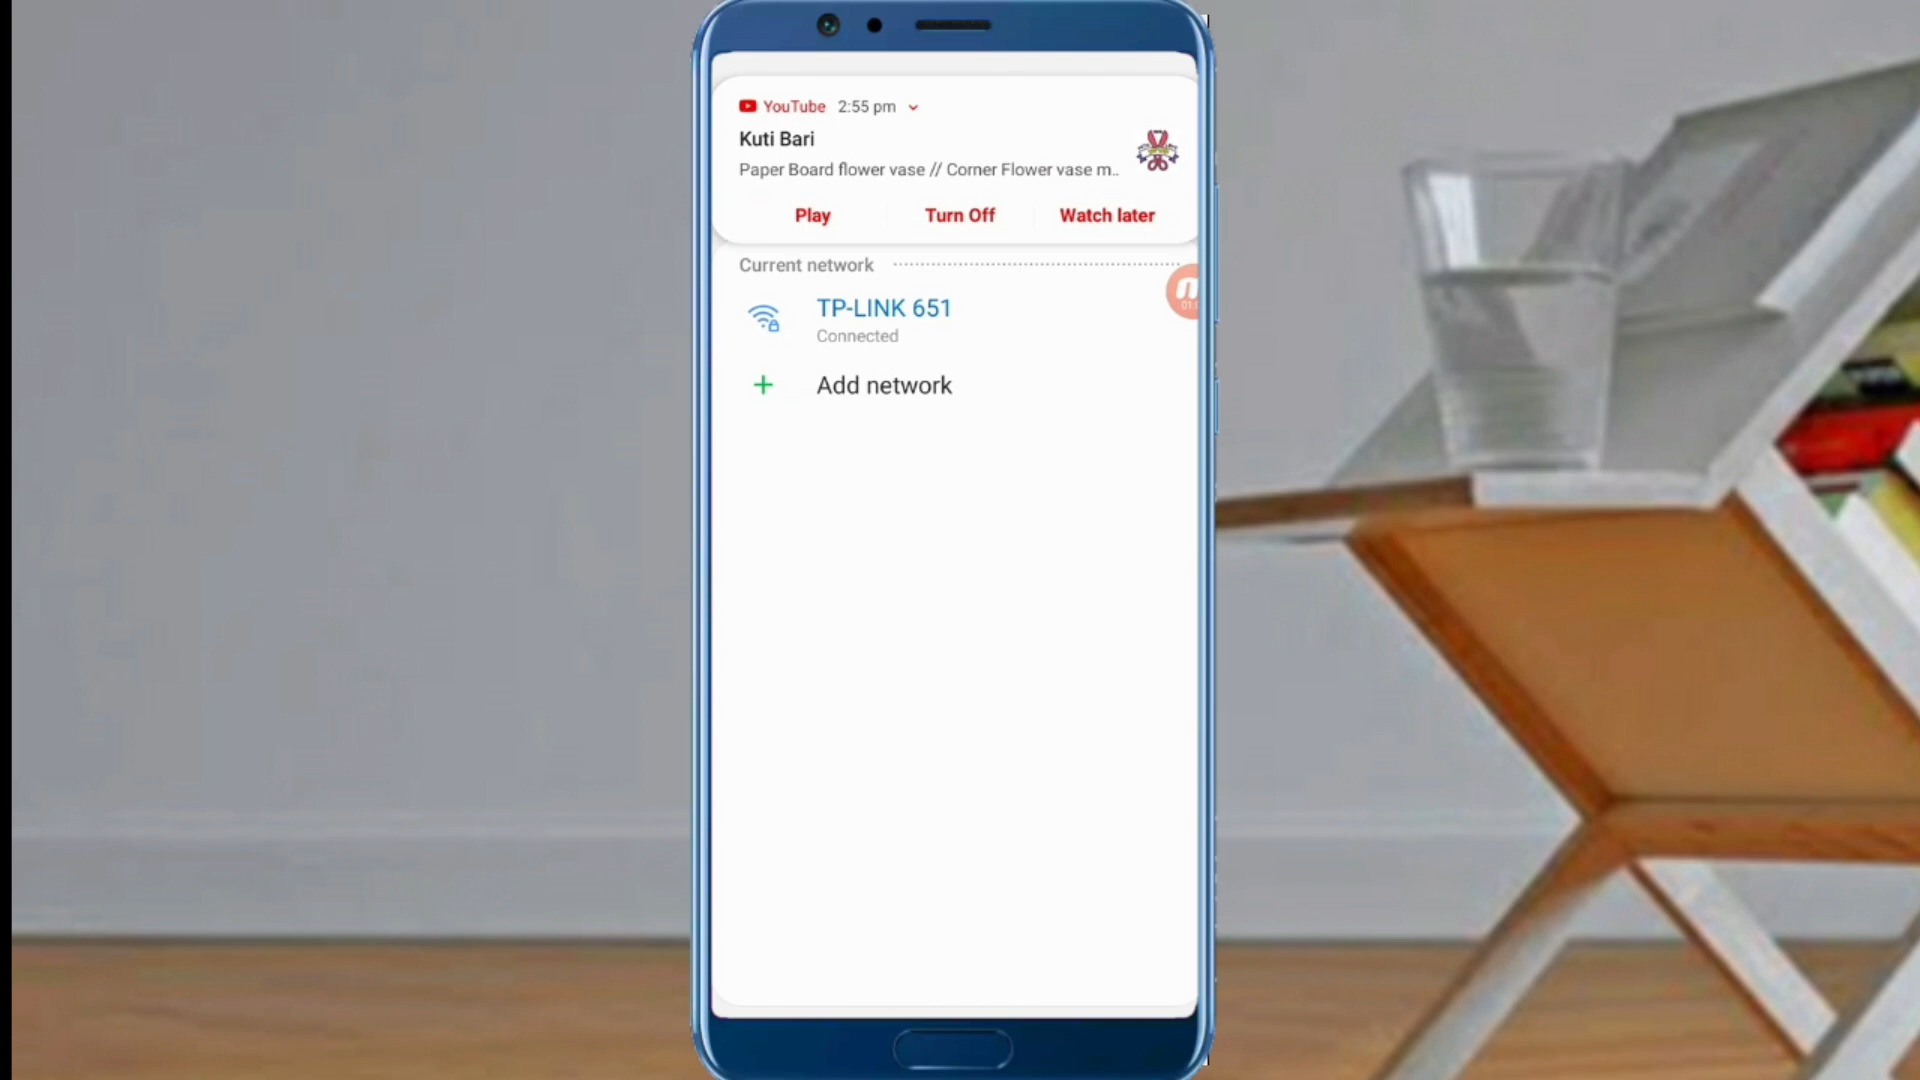 YouTube 2:55 pm
Kuti Bari
Paper Board flower vase // Corner Flower vase m..
Play Turn Off Watch later
Current network
TP-LINK 651
Connected
Add network